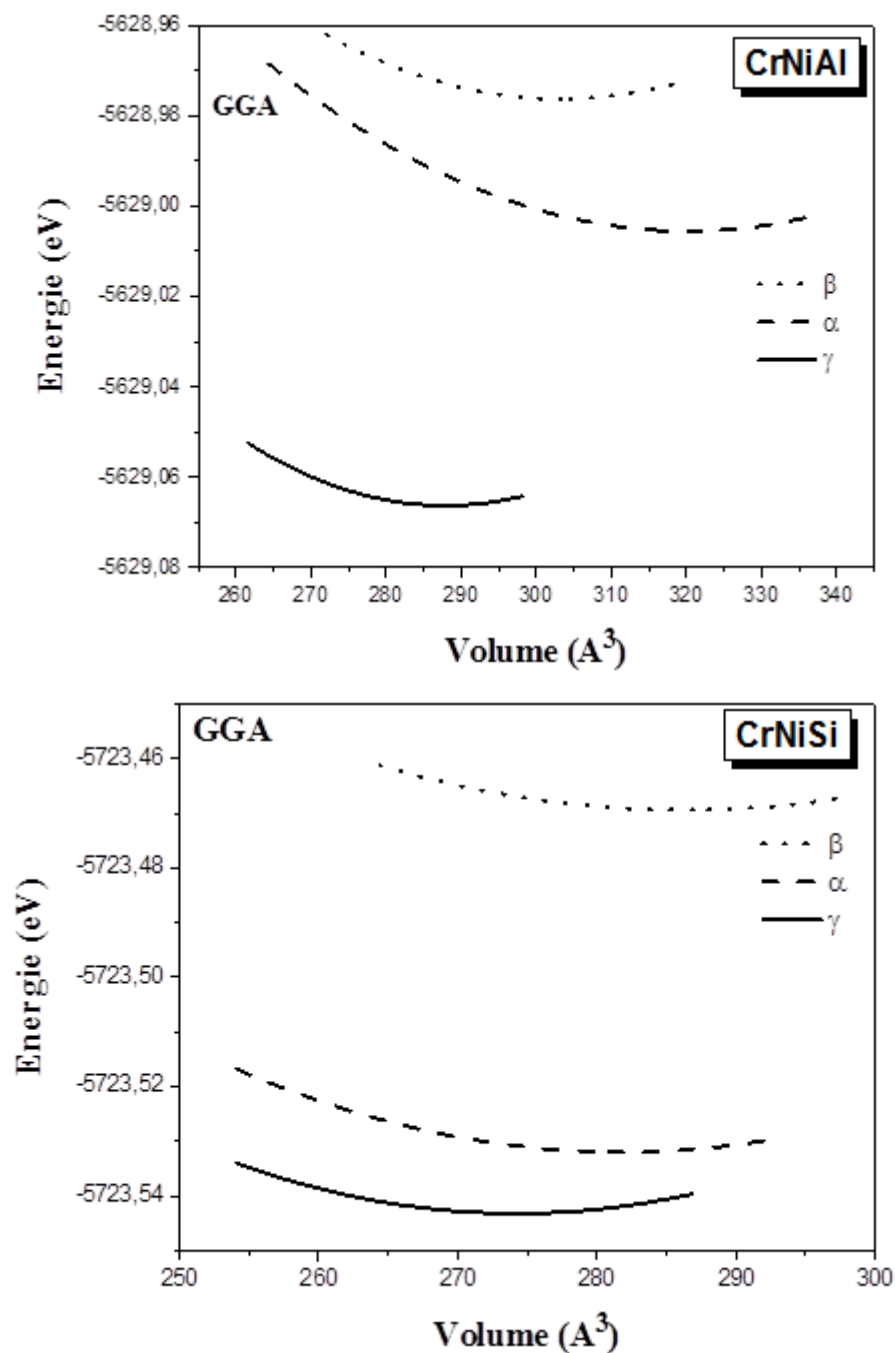 -5628,96
CrNiAl
-5628,98
GGA
-5629,00
-5629,02
β
α
-5629,04
γ
-5629,06
-5629,08
260 270 280 290 300 310 320 330 340
Energie (eV)
Volume (A³)
GGA
CrNiSi
-5723,46
β
-5723,48
α
γ
-5723,50
-5723,52
-5723,54
250 260 270 280 290 300
Energie (eV)
Volume (A³)